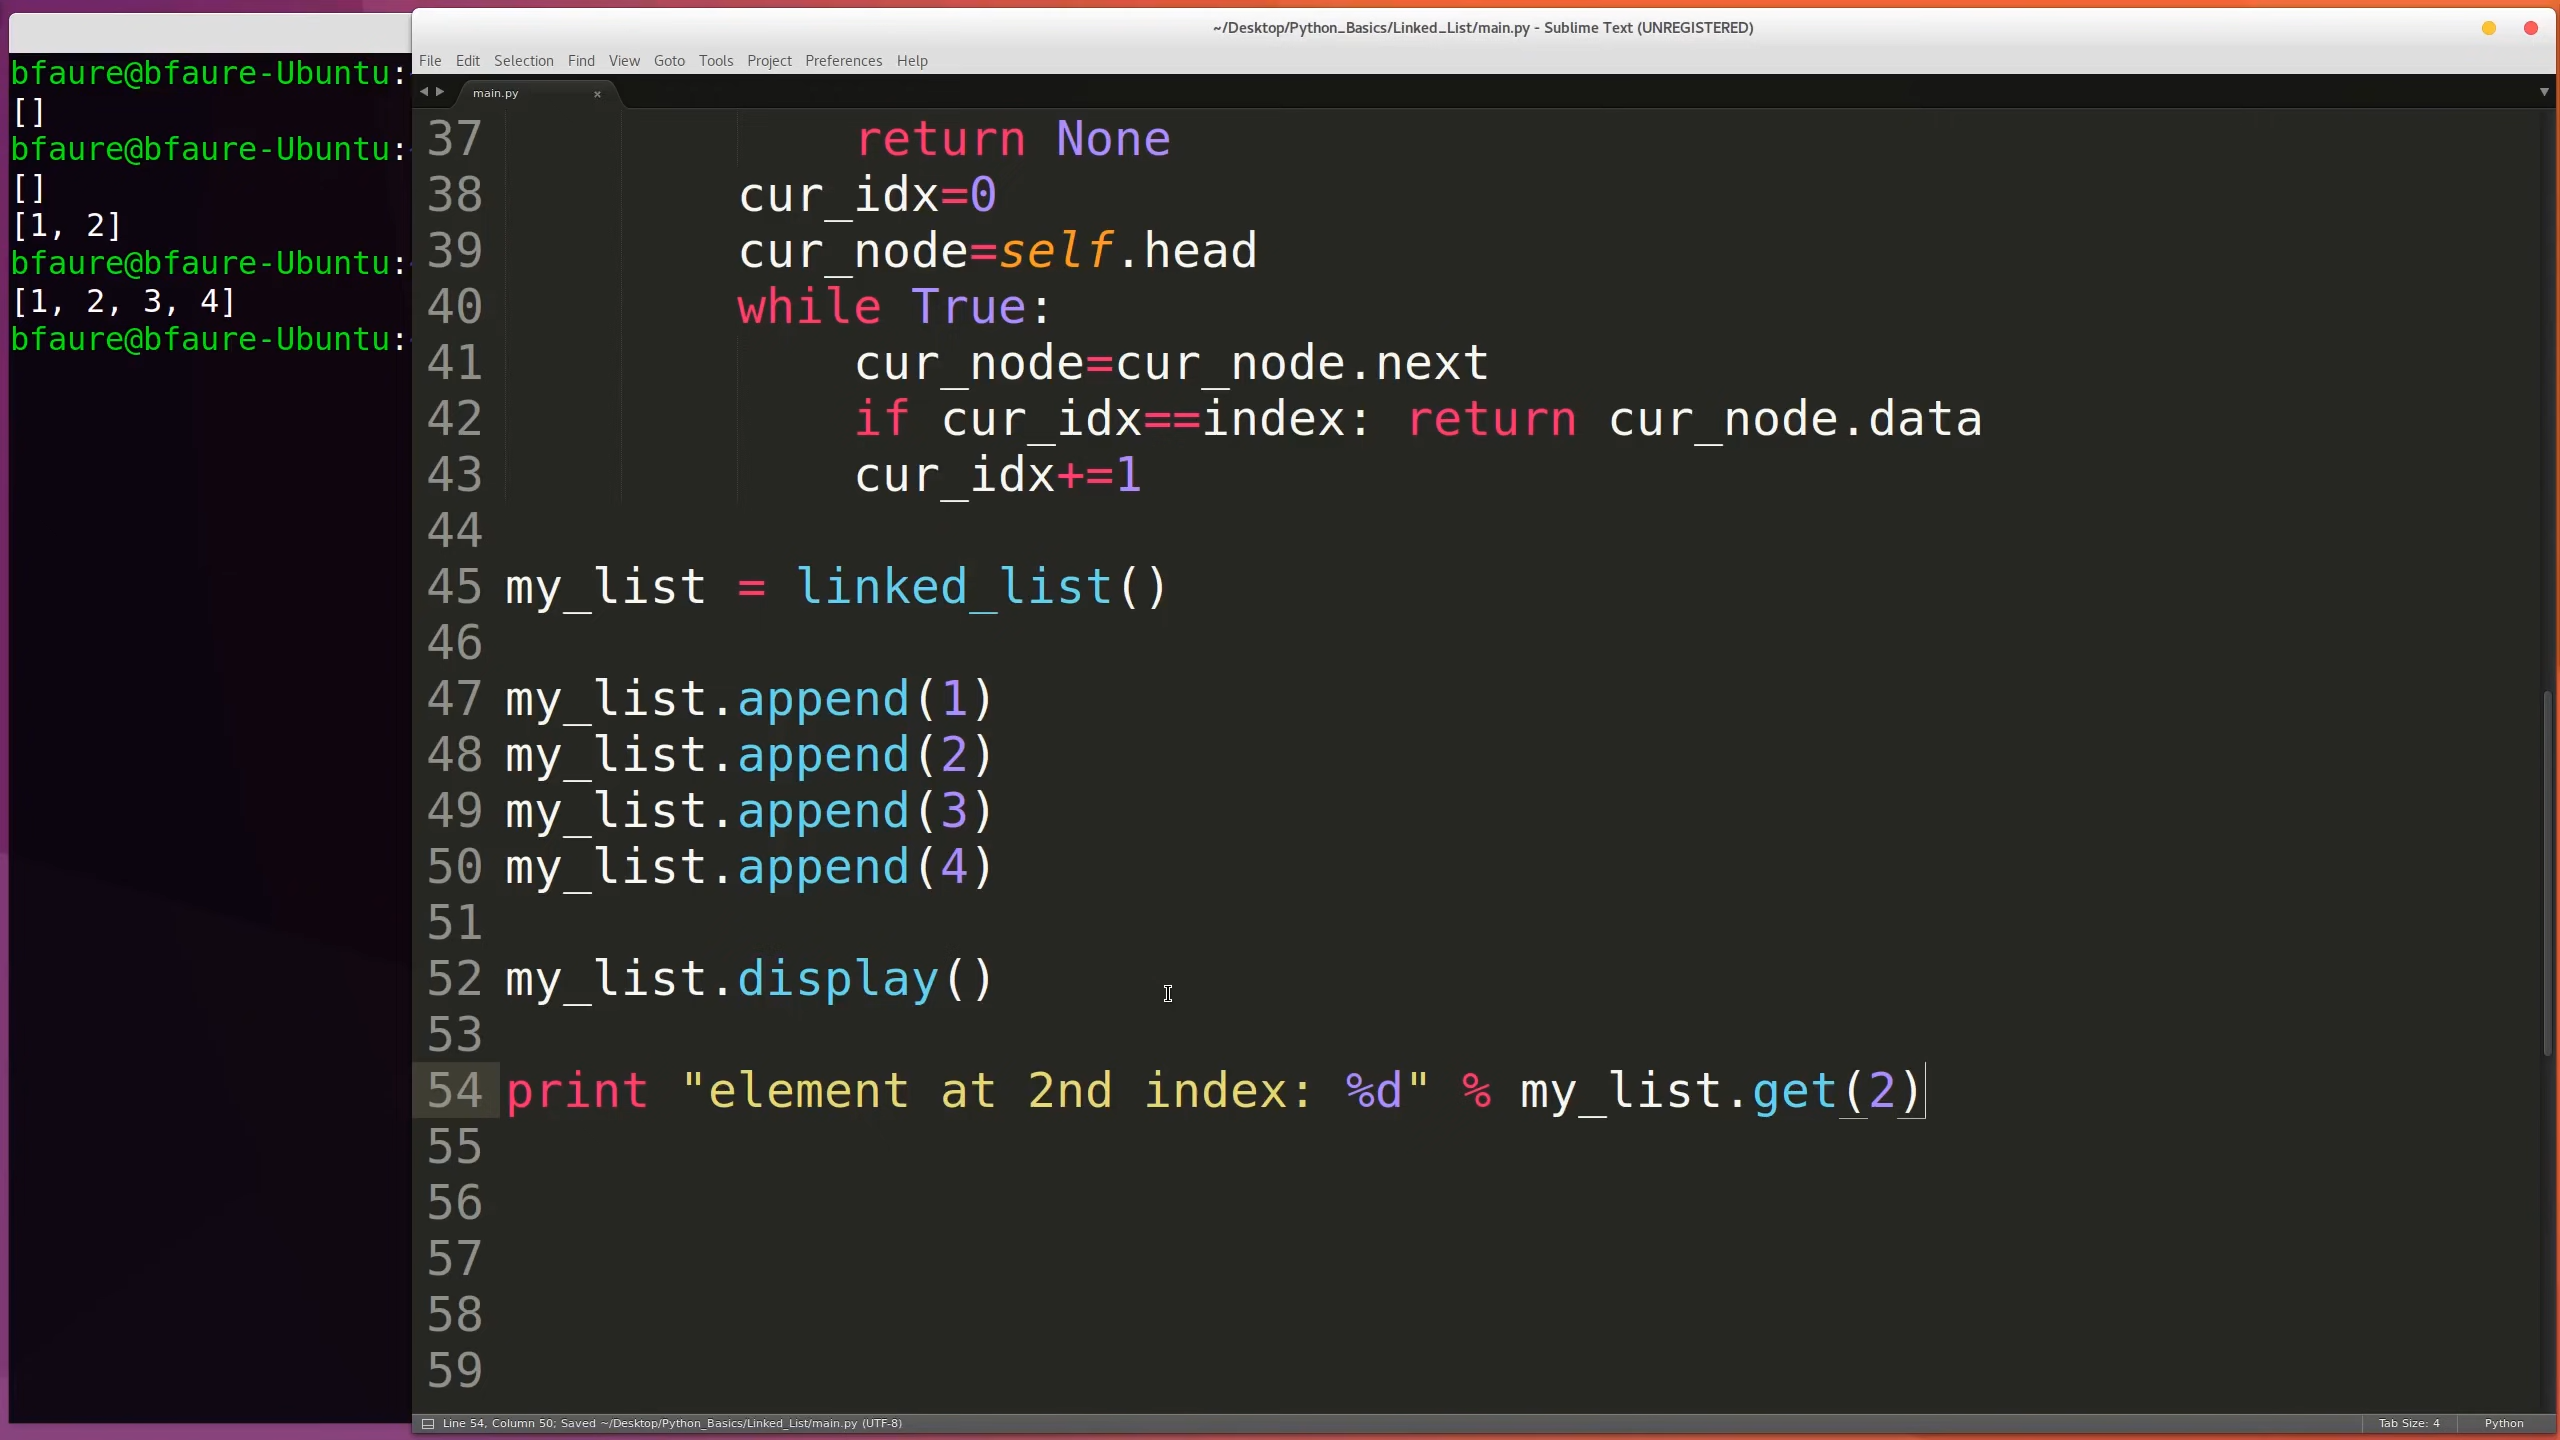 ~/Desktop/Python_Basics/Linked_List/main.py - Sublime Text (UNREGISTERED)
File Edit Selection Find View Goto Tools Project Preferences Help
main.py
bfaure@bfaure-Ubuntu:
[]
bfaure@bfaure-Ubuntu:
[]
[1, 2]
bfaure@bfaure-Ubuntu:
[1, 2, 3, 4]
bfaure@bfaure-Ubuntu:
37 return None
38 cur_idx=0
39 cur_node=self.head
40 while True:
41 cur_node=cur_node.next
42 if cur_idx==index: return cur_node.data
43 cur_idx+=1
44
45 my_list = linked_list()
46
47 my_list.append(1)
48 my_list.append(2)
49 my_list.append(3)
50 my_list.append(4)
51
52 my_list.display()
53
54 print "element at 2nd index: %d" % my_list.get(2)
55
56
57
58
59
Line 54, Column 50; Saved ~/Desktop/Python_Basics/Linked_List/main.py (UTF-8)
Tab Size: 4 Python